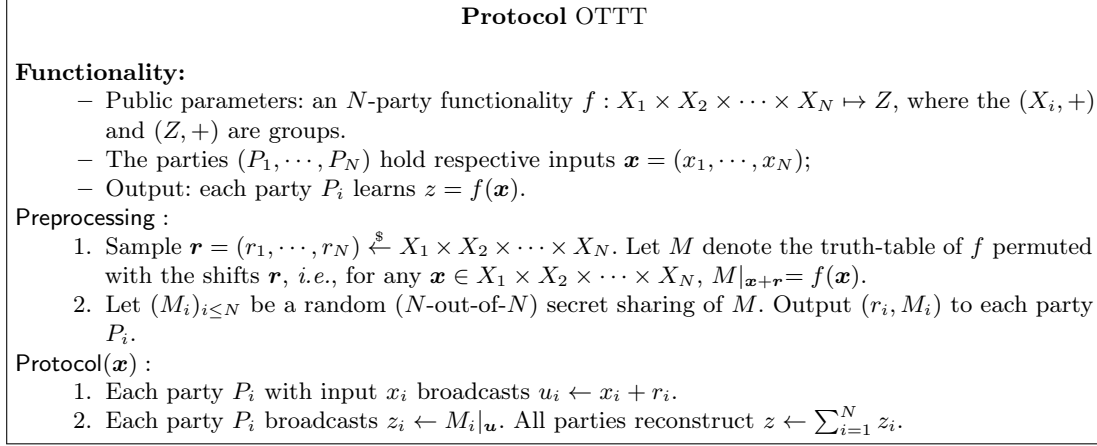 Protocol OTTT
Functionality:
– Public parameters: an N-party functionality f : X₁ × X₂ × ⋯ × X_N ↦ Z, where the (X_i, +)
and (Z, +) are groups.
– The parties (P₁, ⋯ , P_N) hold respective inputs 𝒙 = (x₁, ⋯ , x_N);
– Output: each party P_i learns z = f(𝒙).
Preprocessing :
1. Sample 𝒓 = (r₁, ⋯ , r_N) $← X₁ × X₂ × ⋯ × X_N. Let M denote the truth-table of f permuted
with the shifts 𝒓, i.e., for any 𝒙 ∈ X₁ × X₂ × ⋯ × X_N, M|_{𝒙+𝒓}= f(𝒙).
2. Let (M_i)_{i≤N} be a random (N-out-of-N) secret sharing of M. Output (r_i, M_i) to each party
P_i.
Protocol(𝒙) :
1. Each party P_i with input x_i broadcasts u_i ← x_i + r_i.
2. Each party P_i broadcasts z_i ← M_i|_𝒖. All parties reconstruct z ← ∑_{i=1}^N z_i.